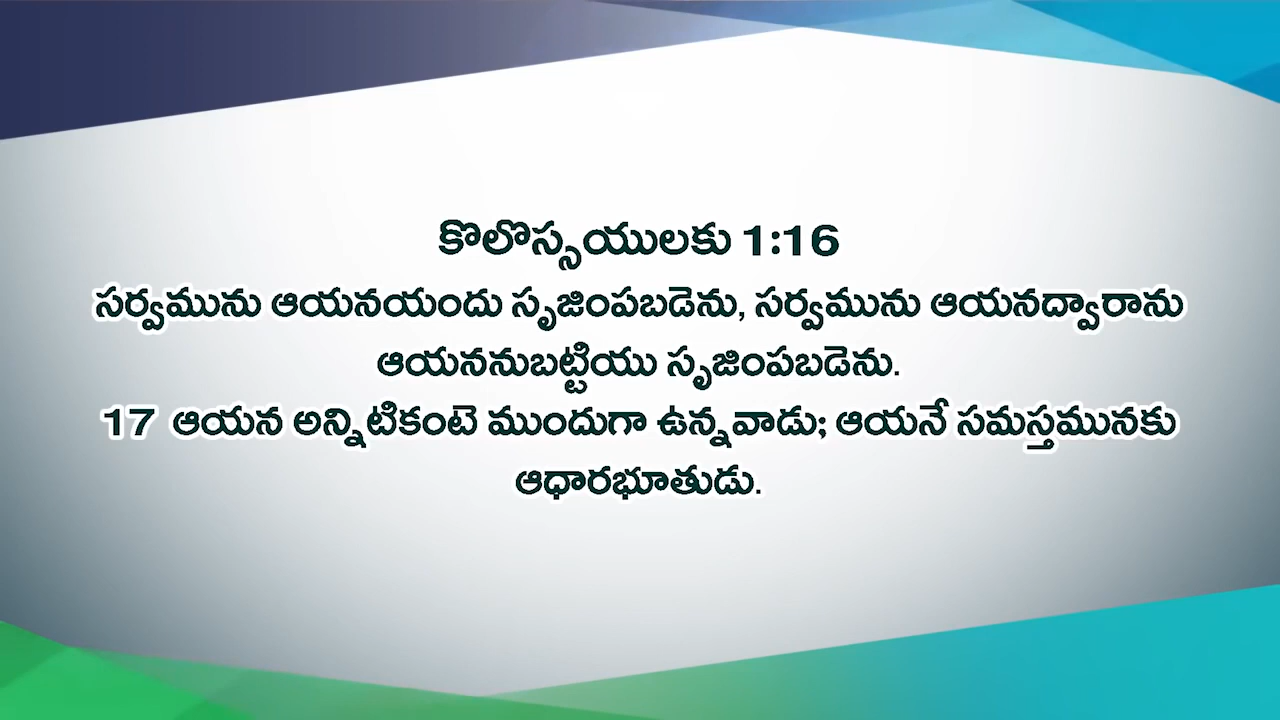 కొలొస్సయులకు 1:16
సర్వమును ఆయనయందు సృజింపబడెను, సర్వమును ఆయనద్వారాను
ఆయననుబట్టియు సృజింపబడెను.
17 ఆయన అన్నిటికంటె ముందుగా ఉన్నవాడు; ఆయనే సమస్తమునకు
ఆధారభూతుడు.